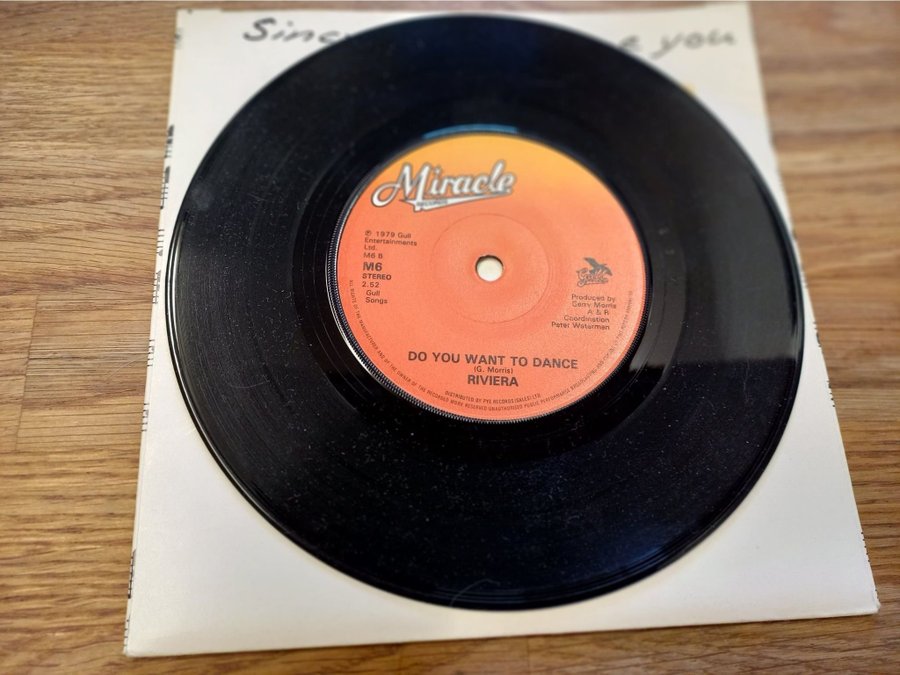 you
Miracle
RECORDS
℗ 1979 Gull
Entertainments
Ltd.
M6 B
M6
STEREO
2.52
Gull
Songs
Produced by
Gerry Morris
A & R
Coordination
Peter Waterman
DO YOU WANT TO DANCE
(G. Morris)
RIVIERA
DISTRIBUTED BY PYE RECORDS (SALES) LTD.